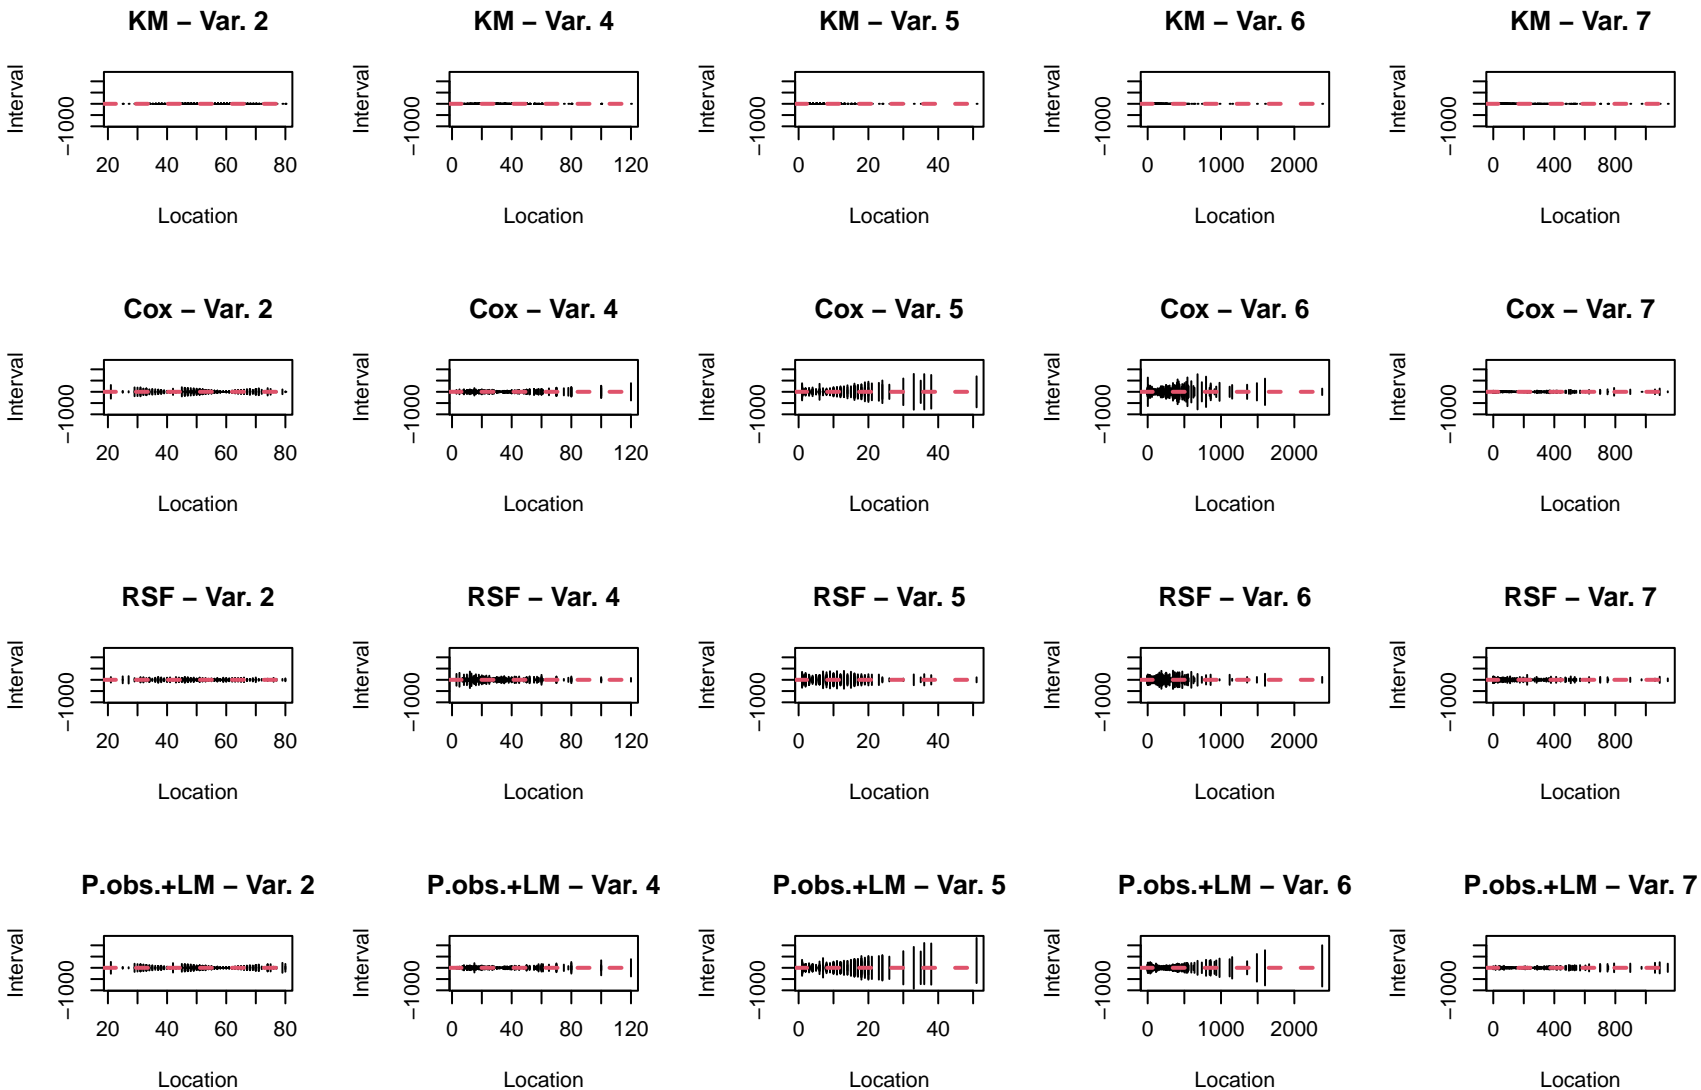 KM – Var. 2
Interval
−1000
20 40 60 80
Location
KM – Var. 4
Interval
−1000
0 40 80 120
Location
KM – Var. 5
Interval
−1000
0 20 40
Location
KM – Var. 6
Interval
−1000
0 1000 2000
Location
KM – Var. 7
Interval
−1000
0 400 800
Location
Cox – Var. 2
Interval
−1000
20 40 60 80
Location
Cox – Var. 4
Interval
−1000
0 40 80 120
Location
Cox – Var. 5
Interval
−1000
0 20 40
Location
Cox – Var. 6
Interval
−1000
0 1000 2000
Location
Cox – Var. 7
Interval
−1000
0 400 800
Location
RSF – Var. 2
Interval
−1000
20 40 60 80
Location
RSF – Var. 4
Interval
−1000
0 40 80 120
Location
RSF – Var. 5
Interval
−1000
0 20 40
Location
RSF – Var. 6
Interval
−1000
0 1000 2000
Location
RSF – Var. 7
Interval
−1000
0 400 800
Location
P.obs.+LM – Var. 2
Interval
−1000
20 40 60 80
Location
P.obs.+LM – Var. 4
Interval
−1000
0 40 80 120
Location
P.obs.+LM – Var. 5
Interval
−1000
0 20 40
Location
P.obs.+LM – Var. 6
Interval
−1000
0 1000 2000
Location
P.obs.+LM – Var. 7
Interval
−1000
0 400 800
Location